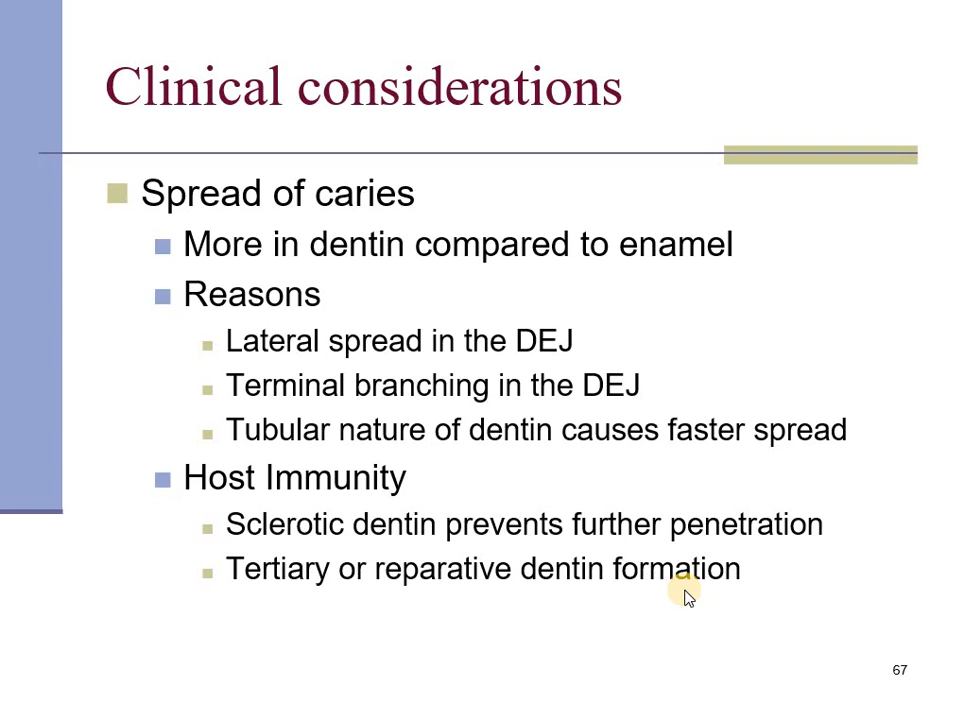 Clinical considerations
Spread of caries
More in dentin compared to enamel
Reasons
Lateral spread in the DEJ
Terminal branching in the DEJ
Tubular nature of dentin causes faster spread
Host Immunity
Sclerotic dentin prevents further penetration
Tertiary or reparative dentin formation
67